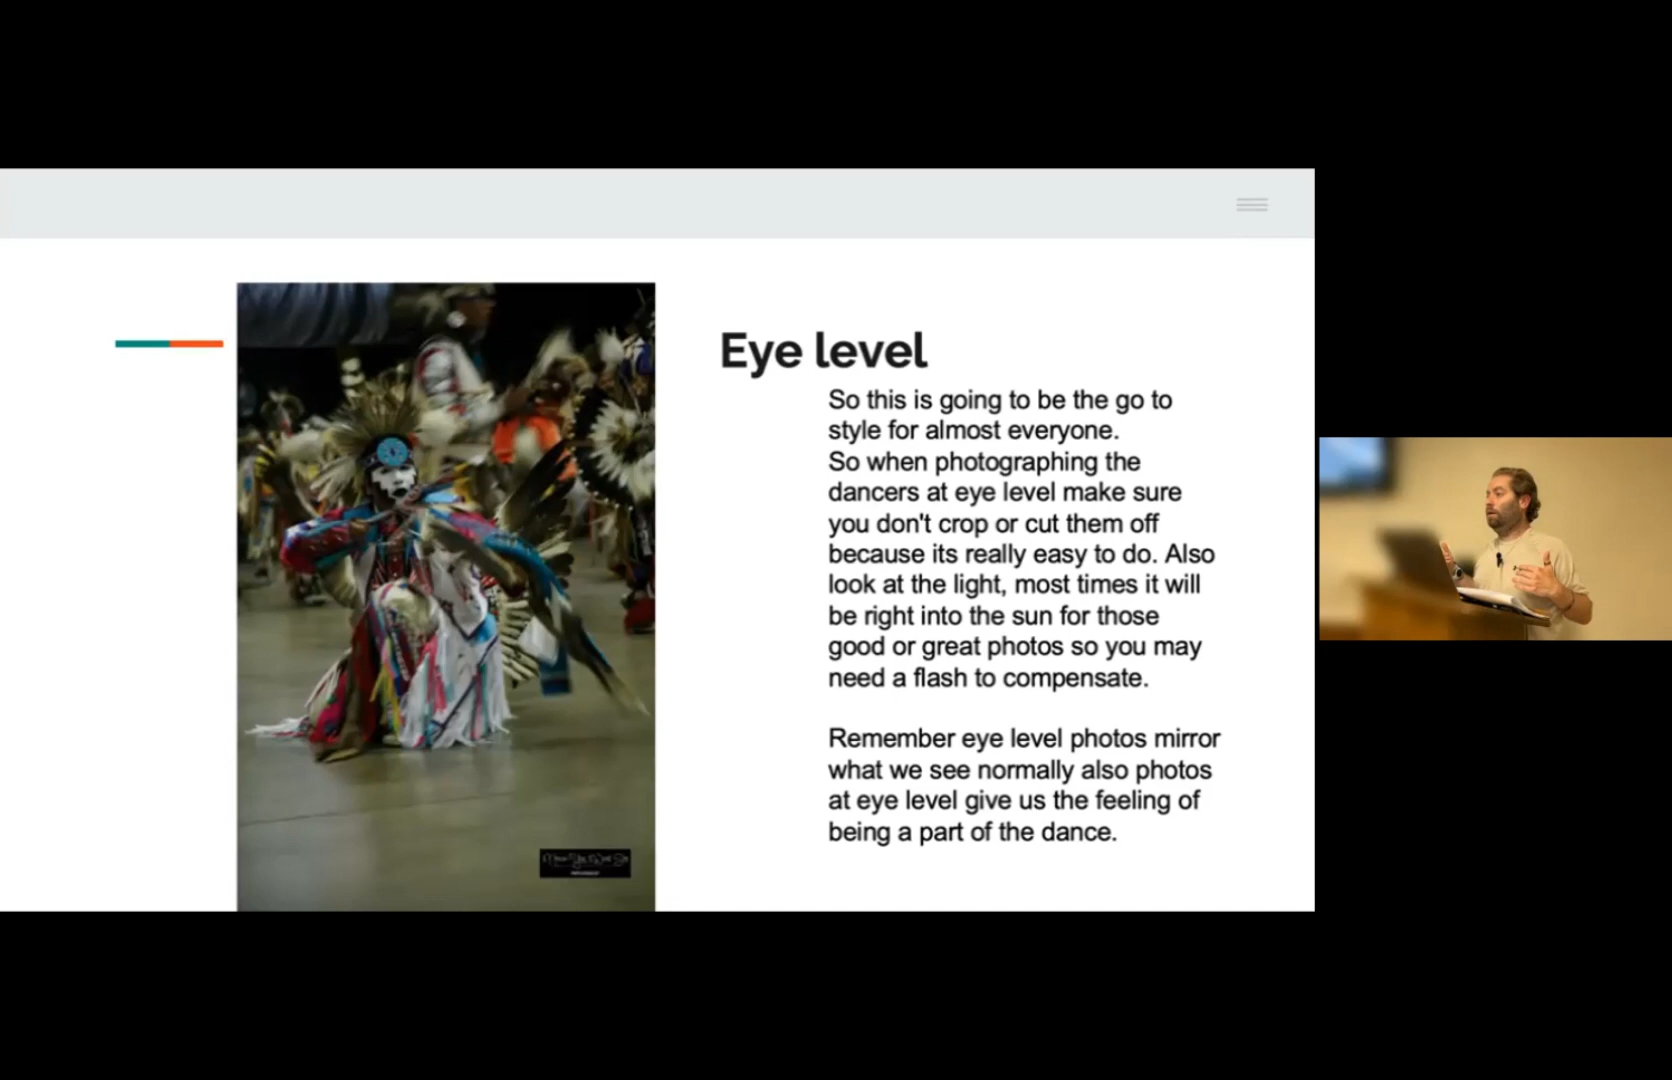 Eye level
So this is going to be the go to
style for almost everyone.
So when photographing the
dancers at eye level make sure
you don't crop or cut them off
because its really easy to do. Also
look at the light, most times it will
be right into the sun for those
good or great photos so you may
need a flash to compensate.
Remember eye level photos mirror
what we see normally also photos
at eye level give us the feeling of
being a part of the dance.